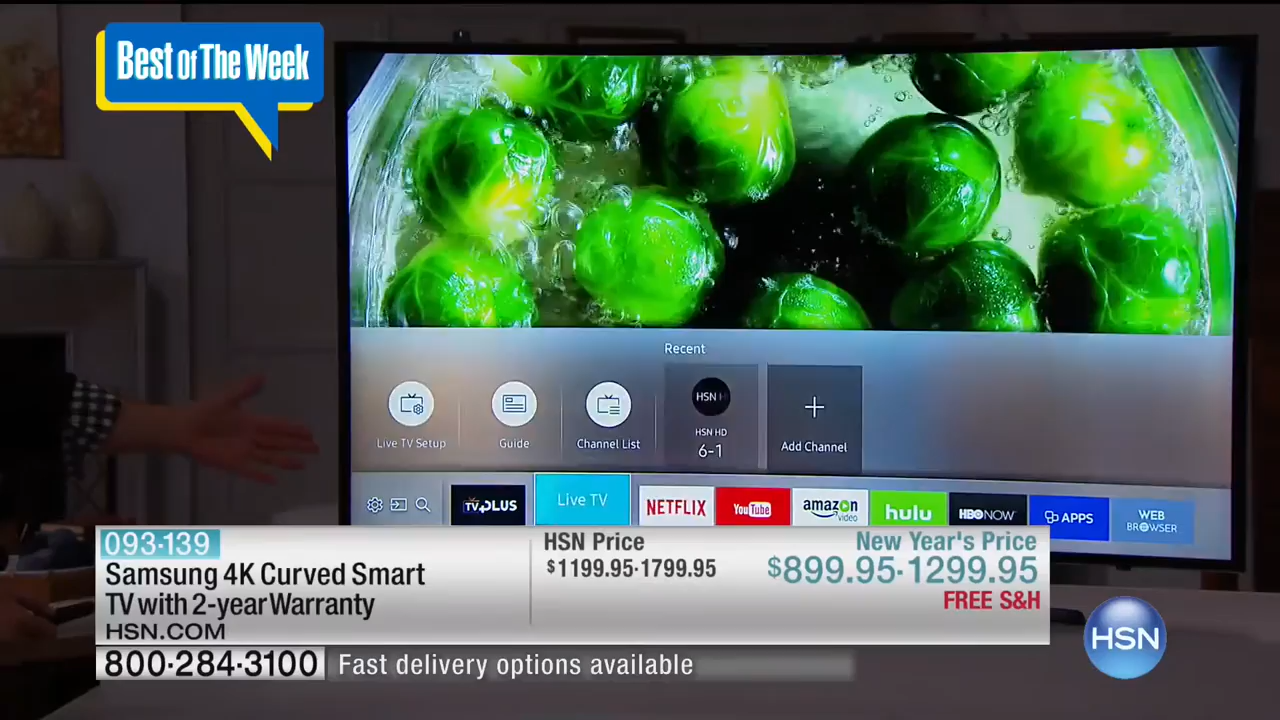 BEST OF THE WEEK
Recent
HSN H
Live TV Setup
Guide
Channel List
HSN HD
6-1
Add Channel
TV PLUS
Live TV
NETFLIX
YouTube
amazon
video
hulu
HBO NOW
APPS
WEB
BROWSER
093-139
Samsung 4K Curved Smart
TV with 2-year Warranty
HSN.COM
HSN Price
$1199.95-1799.95
New Year's Price
$899.95-1299.95
FREE S&H
800-284-3100
Fast delivery options available
HSN